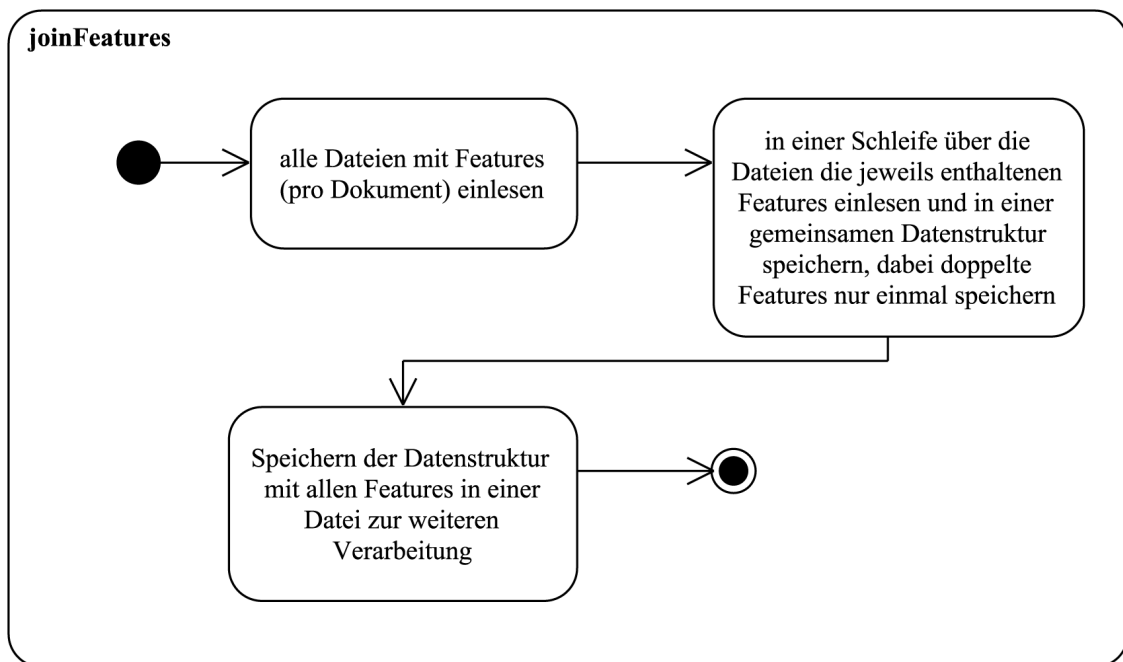 joinFeatures
alle Dateien mit Features
(pro Dokument) einlesen
in einer Schleife über die
Dateien die jeweils enthaltenen
Features einlesen und in einer
gemeinsamen Datenstruktur
speichern, dabei doppelte
Features nur einmal speichern
Speichern der Datenstruktur
mit allen Features in einer
Datei zur weiteren
Verarbeitung